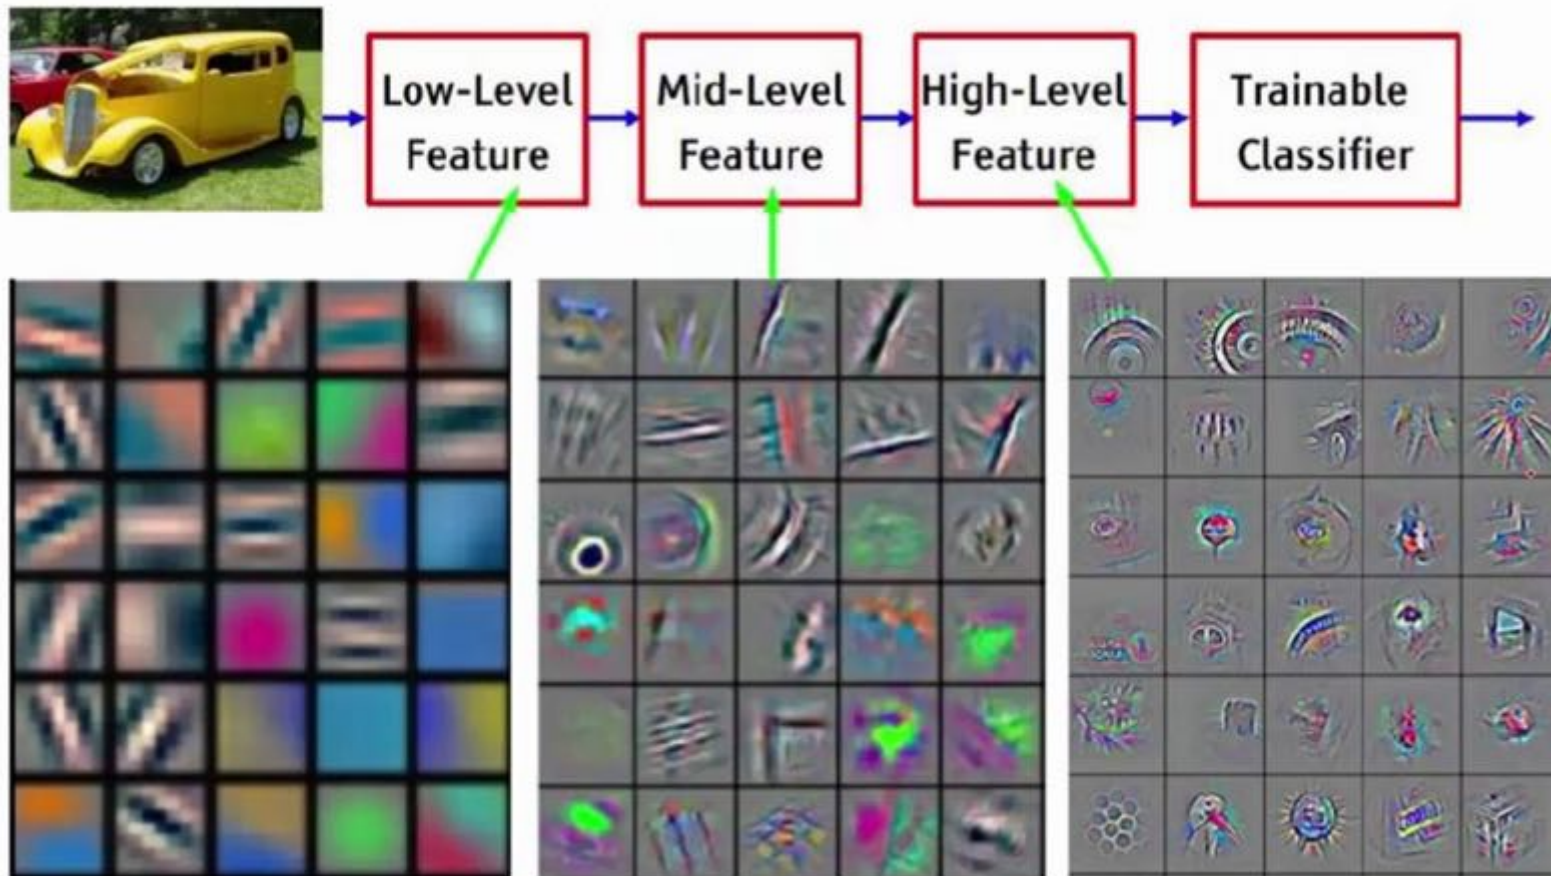 Low-Level
Feature
Mid-Level
Feature
High-Level
Feature
Trainable
Classifier